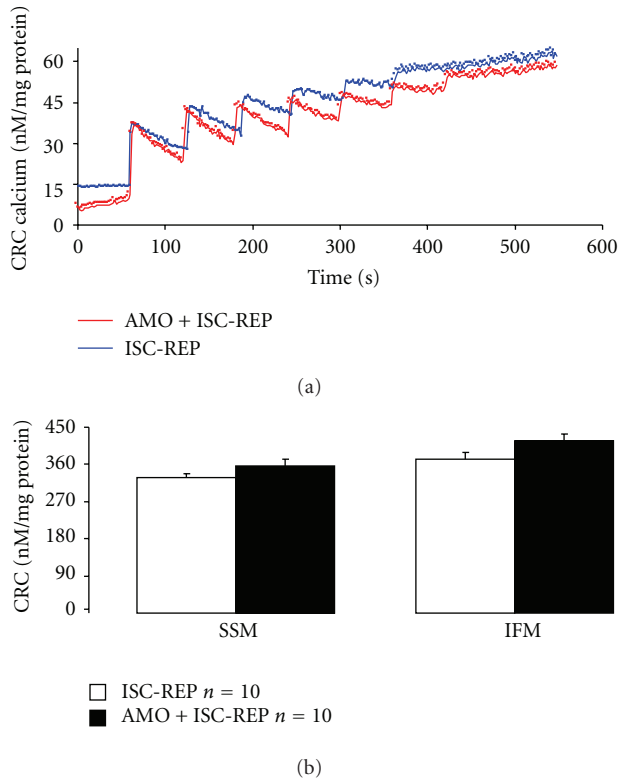 CRC calcium (nM/mg protein)
60
45
30
15
0
0
100
200
300
400
500
600
Time (s)
AMO + ISC-REP
ISC-REP
(a)
CRC (nM/mg protein)
450
360
270
180
90
0
SSM
IFM
ISC-REP n = 10
AMO + ISC-REP n = 10
(b)